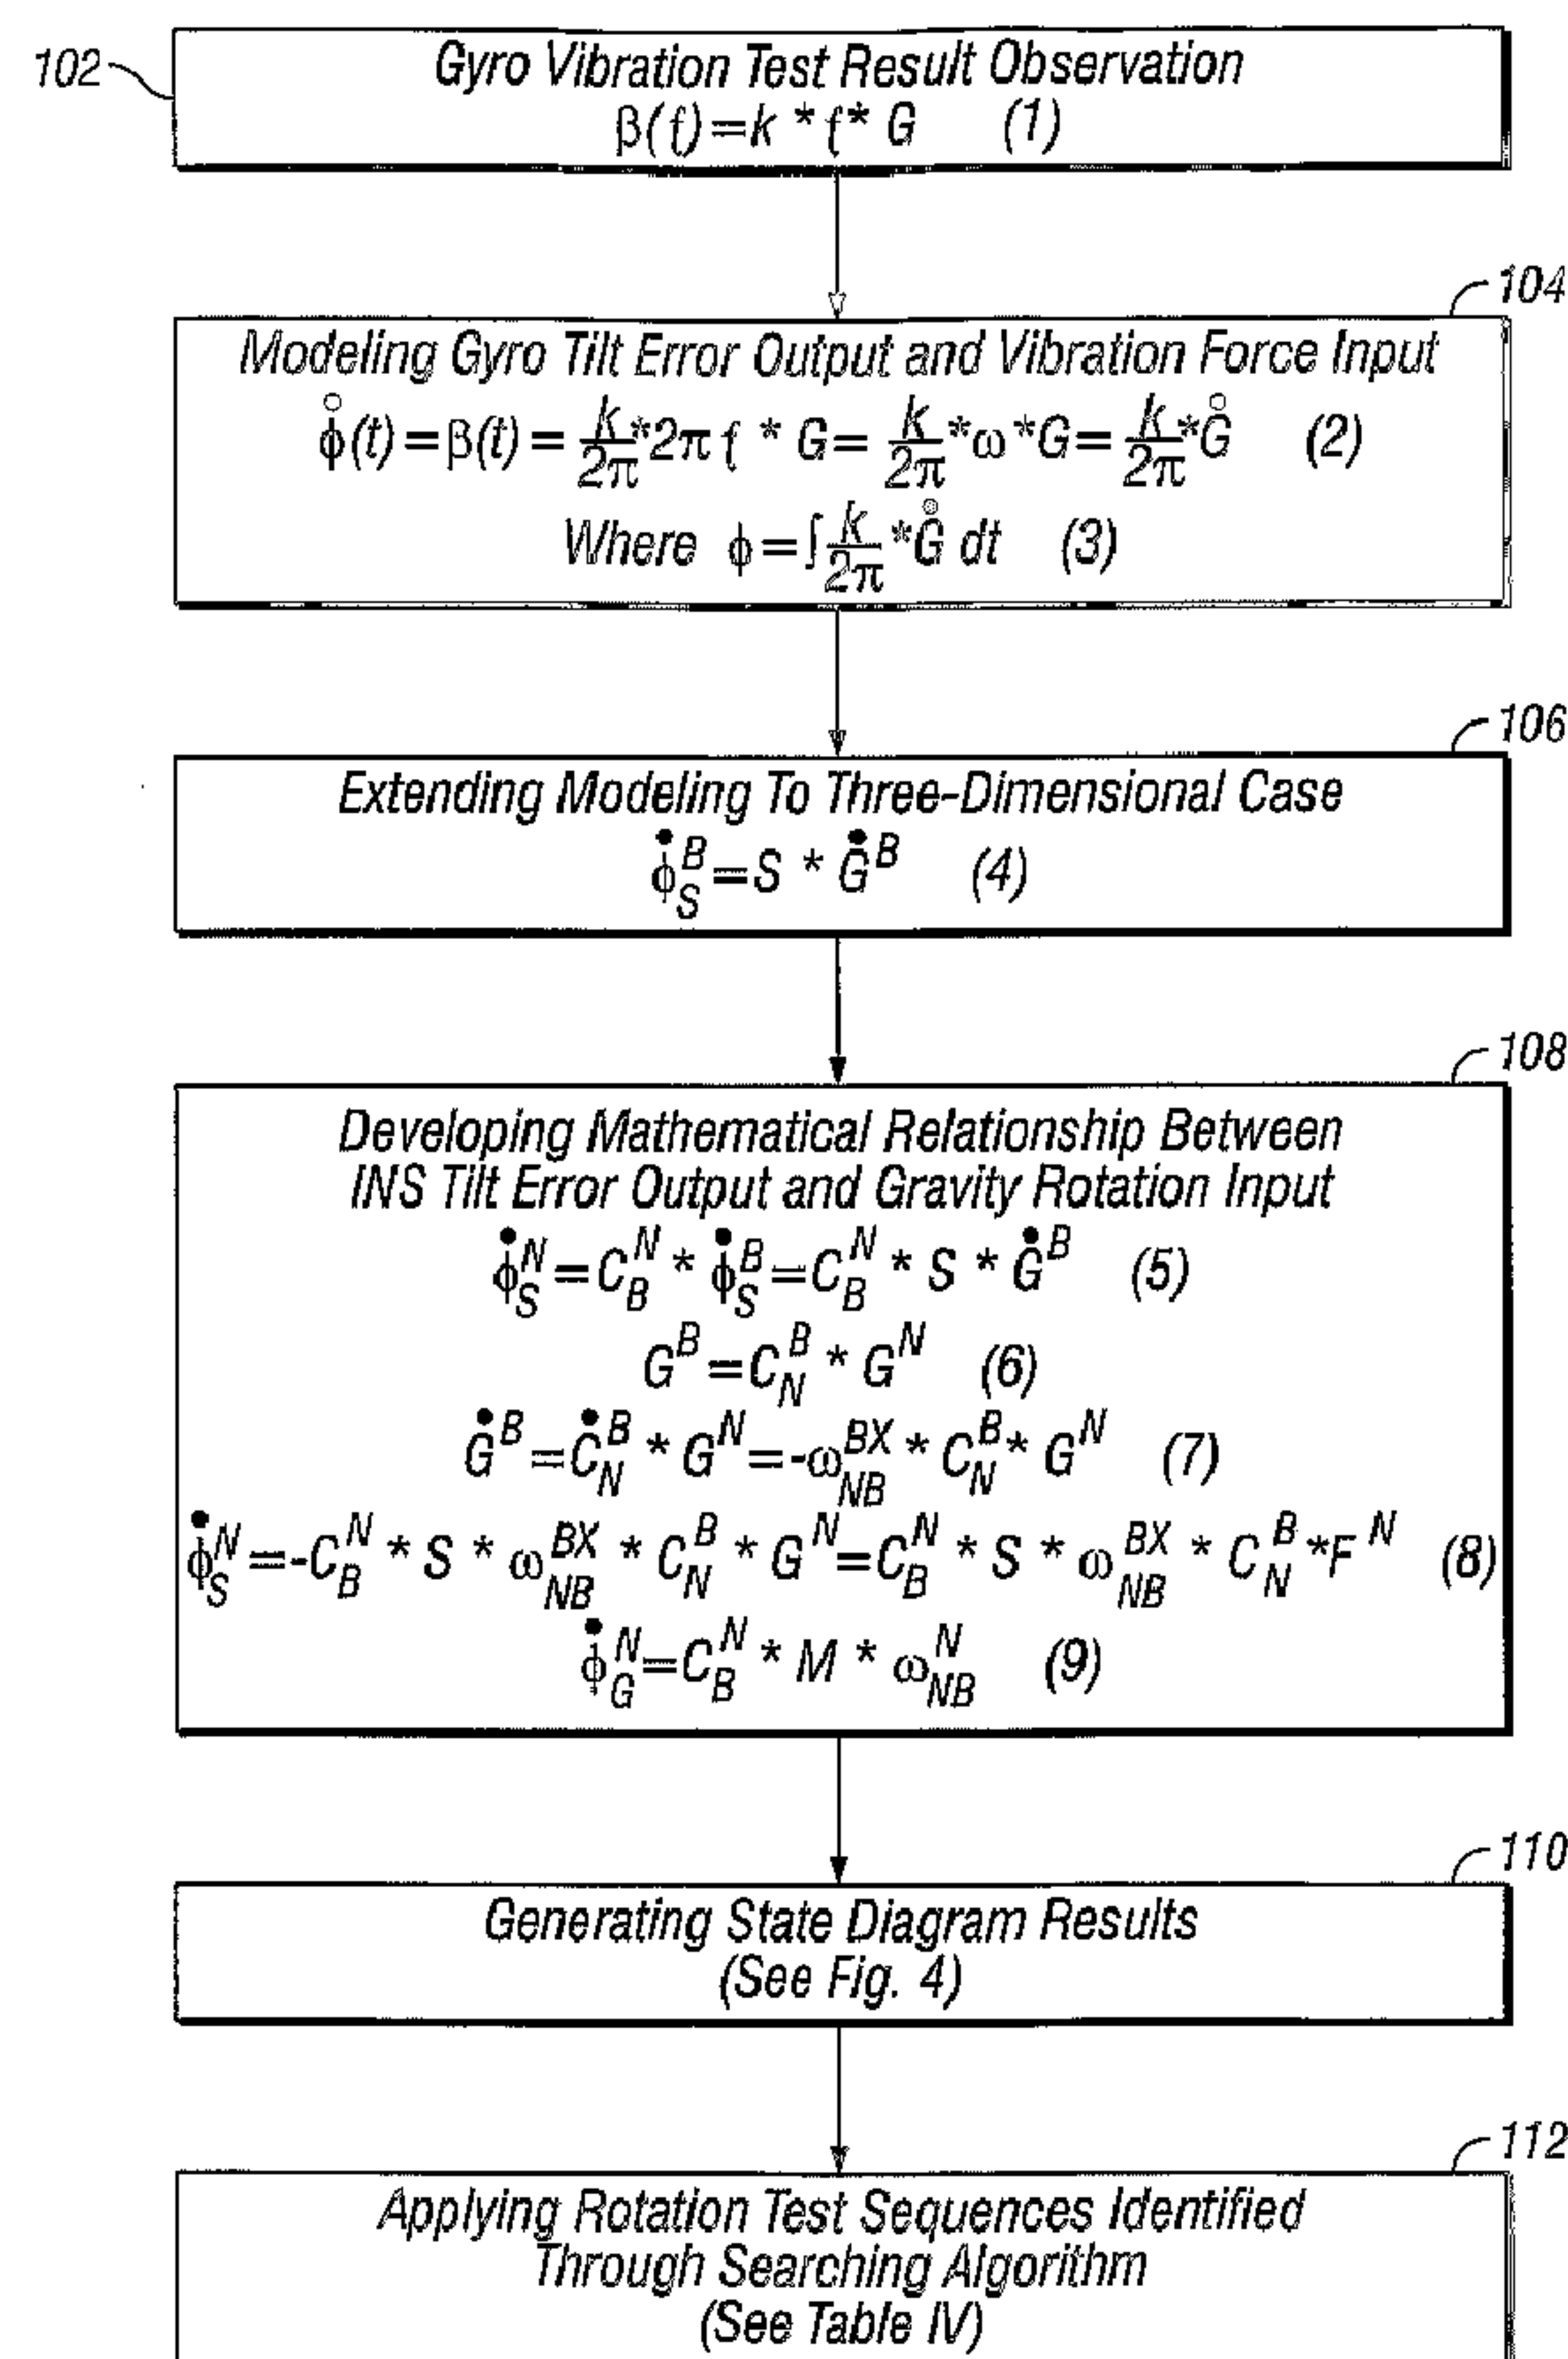 102
Gyro Vibration Test Result Observation
β(f)=k * f * G (1)
104
Modeling Gyro Tilt Error Output and Vibration Force Input
ϕ̊(t)=β(t)=k/2π*2πf * G=k/2π*ω*G=k/2π*G̊ (2)
Where ϕ=∫k/2π*G̊ dt (3)
106
Extending Modeling To Three-Dimensional Case
ϕ̇_S^B=S * Ġ^B (4)
108
Developing Mathematical Relationship Between
INS Tilt Error Output and Gravity Rotation Input
ϕ̇_S^N=C_B^N * ϕ̇_S^B=C_B^N * S * Ġ^B (5)
G^B=C_N^B * G^N (6)
Ġ^B=Ċ_N^B * G^N=-ω_NB^BX * C_N^B * G^N (7)
ϕ̇_S^N=-C_B^N * S * ω_NB^BX * C_N^B * G^N=C_B^N * S * ω_NB^BX * C_N^B *F^N (8)
ϕ̇_G^N=C_B^N * M * ω_NB^N (9)
110
Generating State Diagram Results
(See Fig. 4)
112
Applying Rotation Test Sequences Identified
Through Searching Algorithm
(See Table IV)